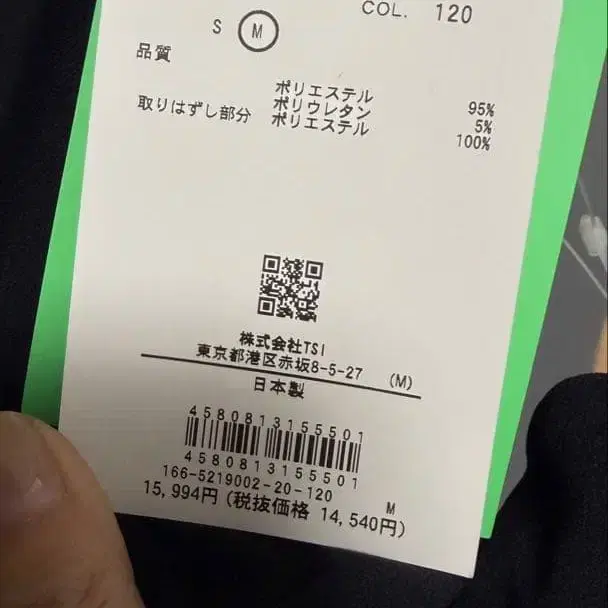 COL. 120
S M
品質
ポリエステル 95%
ポリウレタン 5%
取りはずし部分 ポリエステル 100%
株式会社TSI
東京都港区赤坂8-5-27 (M)
日本製
4580813155501
4580813155501
166-5219002-20-120 M
15,994円(税抜価格 14,540円)